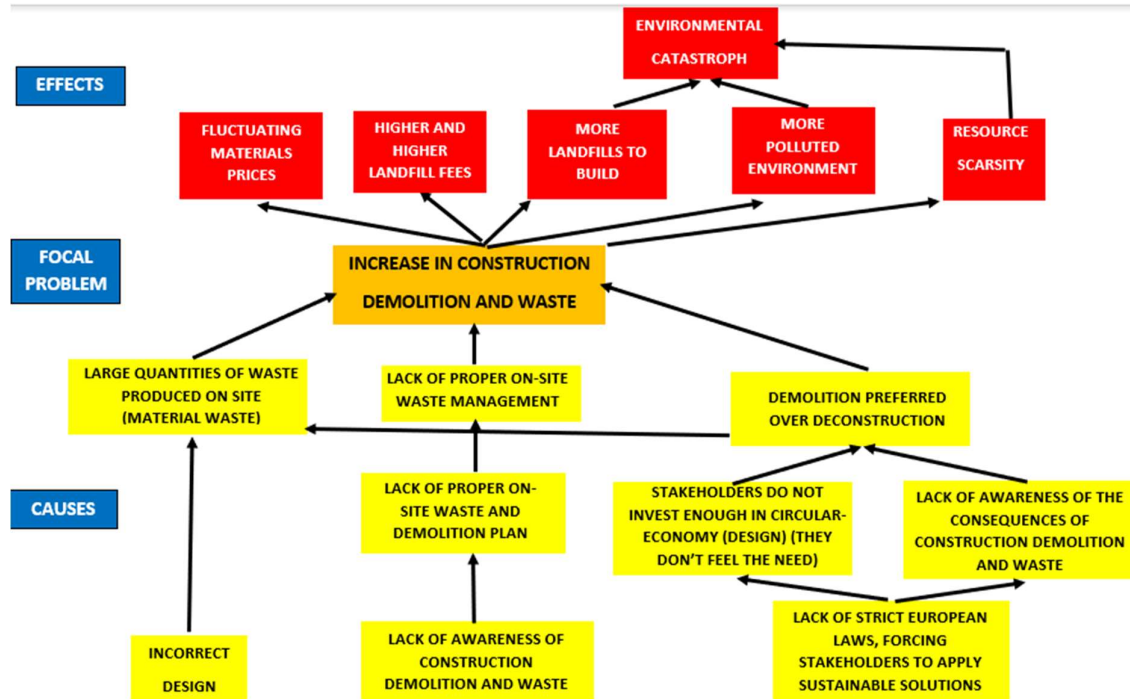 ENVIRONMENTAL
CATASTROPH
EFFECTS
FLUCTUATING
MATERIALS
PRICES
HIGHER AND
HIGHER
LANDFILL FEES
MORE
LANDFILLS TO
BUILD
MORE
POLLUTED
ENVIRONMENT
RESOURCE
SCARSITY
FOCAL
PROBLEM
INCREASE IN CONSTRUCTION
DEMOLITION AND WASTE
LARGE QUANTITIES OF WASTE
PRODUCED ON SITE
(MATERIAL WASTE)
LACK OF PROPER ON-SITE
WASTE MANAGEMENT
DEMOLITION PREFERRED
OVER DECONSTRUCTION
CAUSES
LACK OF PROPER ON-
SITE WASTE AND
DEMOLITION PLAN
STAKEHOLDERS DO NOT
INVEST ENOUGH IN CIRCULAR-
ECONOMY (DESIGN) (THEY
DON'T FEEL THE NEED)
LACK OF AWARENESS OF THE
CONSEQUENCES OF
CONSTRUCTION DEMOLITION
AND WASTE
INCORRECT
DESIGN
LACK OF AWARENESS OF
CONSTRUCTION
DEMOLITION AND WASTE
LACK OF STRICT EUROPEAN
LAWS, FORCING
STAKEHOLDERS TO APPLY
SUSTAINABLE SOLUTIONS